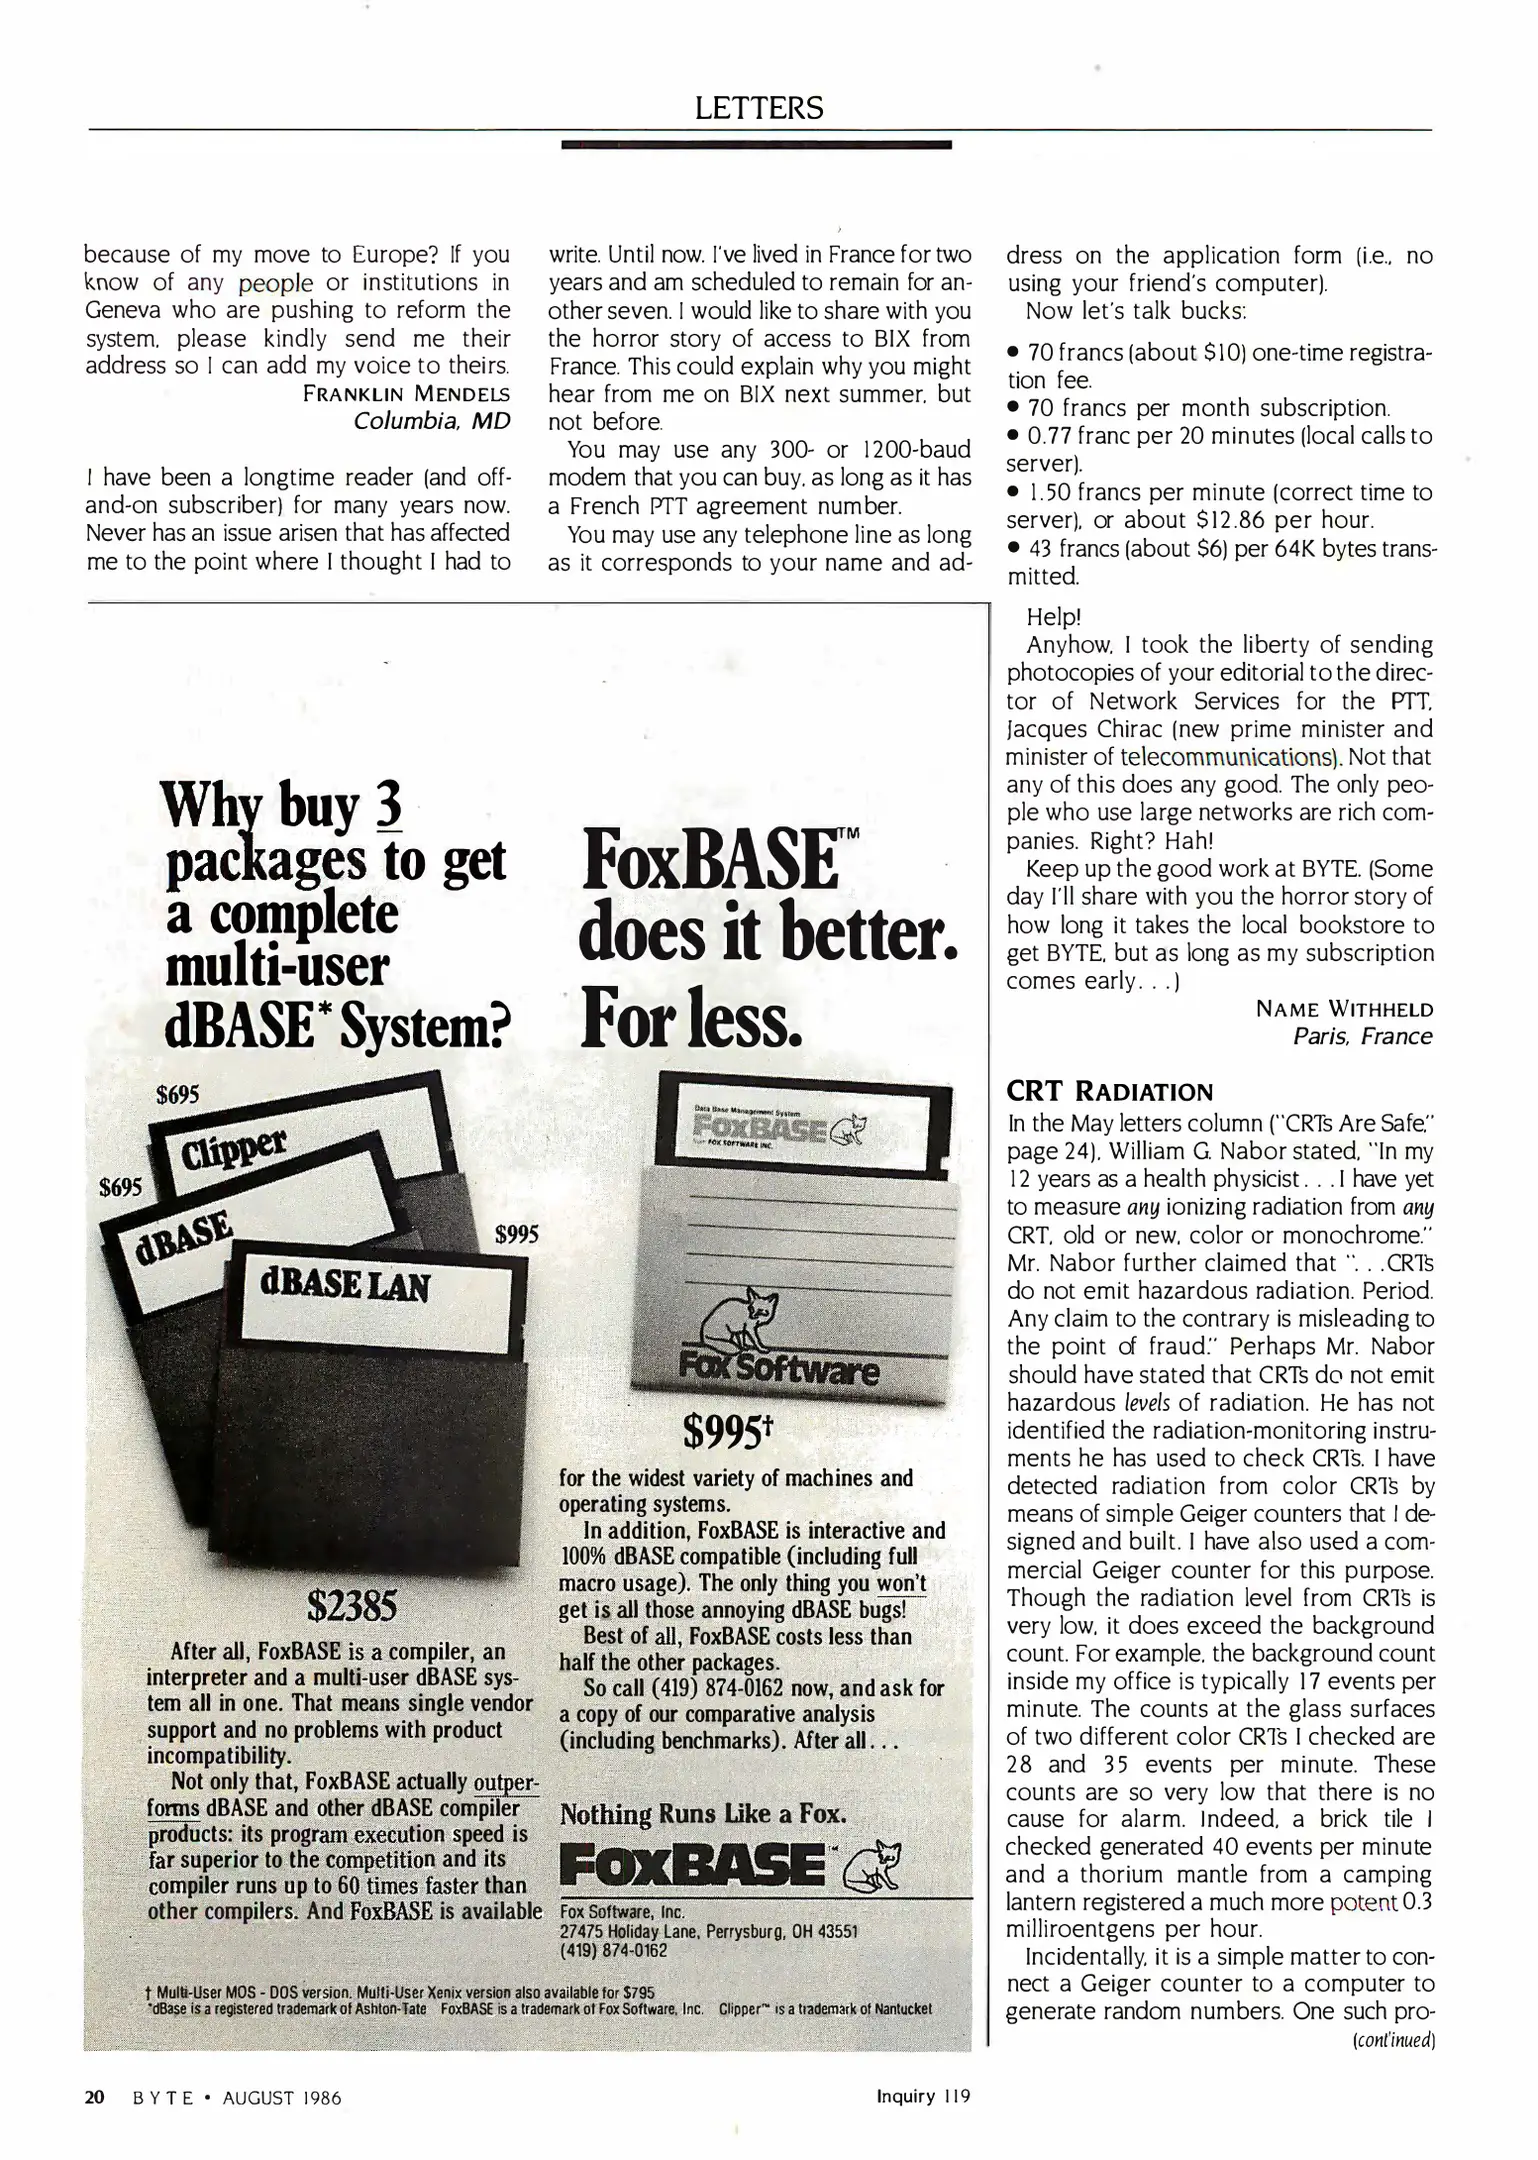 LETTERS
because of my move to Europe? If you
know of any people or institutions in
Geneva who are pushing to reform the
system, please kindly send me their
address so I can add my voice to theirs.
FRANKLIN MENDELS
Columbia, MD
I have been a longtime reader (and off-
and-on subscriber) for many years now.
Never has an issue arisen that has affected
me to the point where I thought I had to
write. Until now. I've lived in France for two
years and am scheduled to remain for an-
other seven. I would like to share with you
the horror story of access to BIX from
France. This could explain why you might
hear from me on BIX next summer, but
not before.
You may use any 300- or 1200-baud
modem that you can buy, as long as it has
a French PTT agreement number.
You may use any telephone line as long
as it corresponds to your name and ad-
dress on the application form (i.e., no
using your friend's computer).
Now let's talk bucks:
• 70 francs (about $10) one-time registra-
tion fee.
• 70 francs per month subscription.
• 0.77 franc per 20 minutes (local calls to
server).
• 1.50 francs per minute (correct time to
server), or about $12.86 per hour.
• 43 francs (about $6) per 64K bytes trans-
mitted.
Help!
Anyhow, I took the liberty of sending
photocopies of your editorial to the direc-
tor of Network Services for the PTT,
Jacques Chirac (new prime minister and
minister of telecommunications). Not that
any of this does any good. The only peo-
ple who use large networks are rich com-
panies. Right? Hah!
Keep up the good work at BYTE. (Some
day I'll share with you the horror story of
how long it takes the local bookstore to
get BYTE, but as long as my subscription
comes early. . .)
NAME WITHHELD
Paris, France
CRT RADIATION
In the May letters column ("CRTs Are Safe,"
page 24), William G. Nabor stated, "In my
12 years as a health physicist. . .I have yet
to measure any ionizing radiation from any
CRT, old or new, color or monochrome."
Mr. Nabor further claimed that ". . .CRTs
do not emit hazardous radiation. Period.
Any claim to the contrary is misleading to
the point of fraud." Perhaps Mr. Nabor
should have stated that CRTs do not emit
hazardous levels of radiation. He has not
identified the radiation-monitoring instru-
ments he has used to check CRTs. I have
detected radiation from color CRTs by
means of simple Geiger counters that I de-
signed and built. I have also used a com-
mercial Geiger counter for this purpose.
Though the radiation level from CRTs is
very low, it does exceed the background
count. For example, the background count
inside my office is typically 17 events per
minute. The counts at the glass surfaces
of two different color CRTs I checked are
28 and 35 events per minute. These
counts are so very low that there is no
cause for alarm. Indeed, a brick tile I
checked generated 40 events per minute
and a thorium mantle from a camping
lantern registered a much more potent 0.3
milliroentgens per hour.
Incidentally, it is a simple matter to con-
nect a Geiger counter to a computer to
generate random numbers. One such pro-
(continued)
Why buy 3
packages to get
a complete
multi-user
dBASE* System?
$695
Clipper
$695
dBASE
$995
dBASE LAN
$2385
After all, FoxBASE is a compiler, an
interpreter and a multi-user dBASE sys-
tem all in one. That means single vendor
support and no problems with product
incompatibility.
Not only that, FoxBASE actually outper-
forms dBASE and other dBASE compiler
products: its program execution speed is
far superior to the competition and its
compiler runs up to 60 times faster than
other compilers. And FoxBASE is available
FoxBASE™
does it better.
For less.
Data Base Management System
FOXBASE
FOX SOFTWARE INC.
Fox Software
$995†
for the widest variety of machines and
operating systems.
In addition, FoxBASE is interactive and
100% dBASE compatible (including full
macro usage). The only thing you won't
get is all those annoying dBASE bugs!
Best of all, FoxBASE costs less than
half the other packages.
So call (419) 874-0162 now, and ask for
a copy of our comparative analysis
(including benchmarks). After all. . .
Nothing Runs Like a Fox.
FOXBASE™
Fox Software, Inc.
27475 Holiday Lane, Perrysburg, OH 43551
(419) 874-0162
† Multi-User MOS - DOS version. Multi-User Xenix version also available for $795
*dBase is a registered trademark of Ashton-Tate FoxBASE is a trademark of Fox Software, Inc. Clipper™ is a trademark of Nantucket
20 BYTE • AUGUST 1986
Inquiry 119